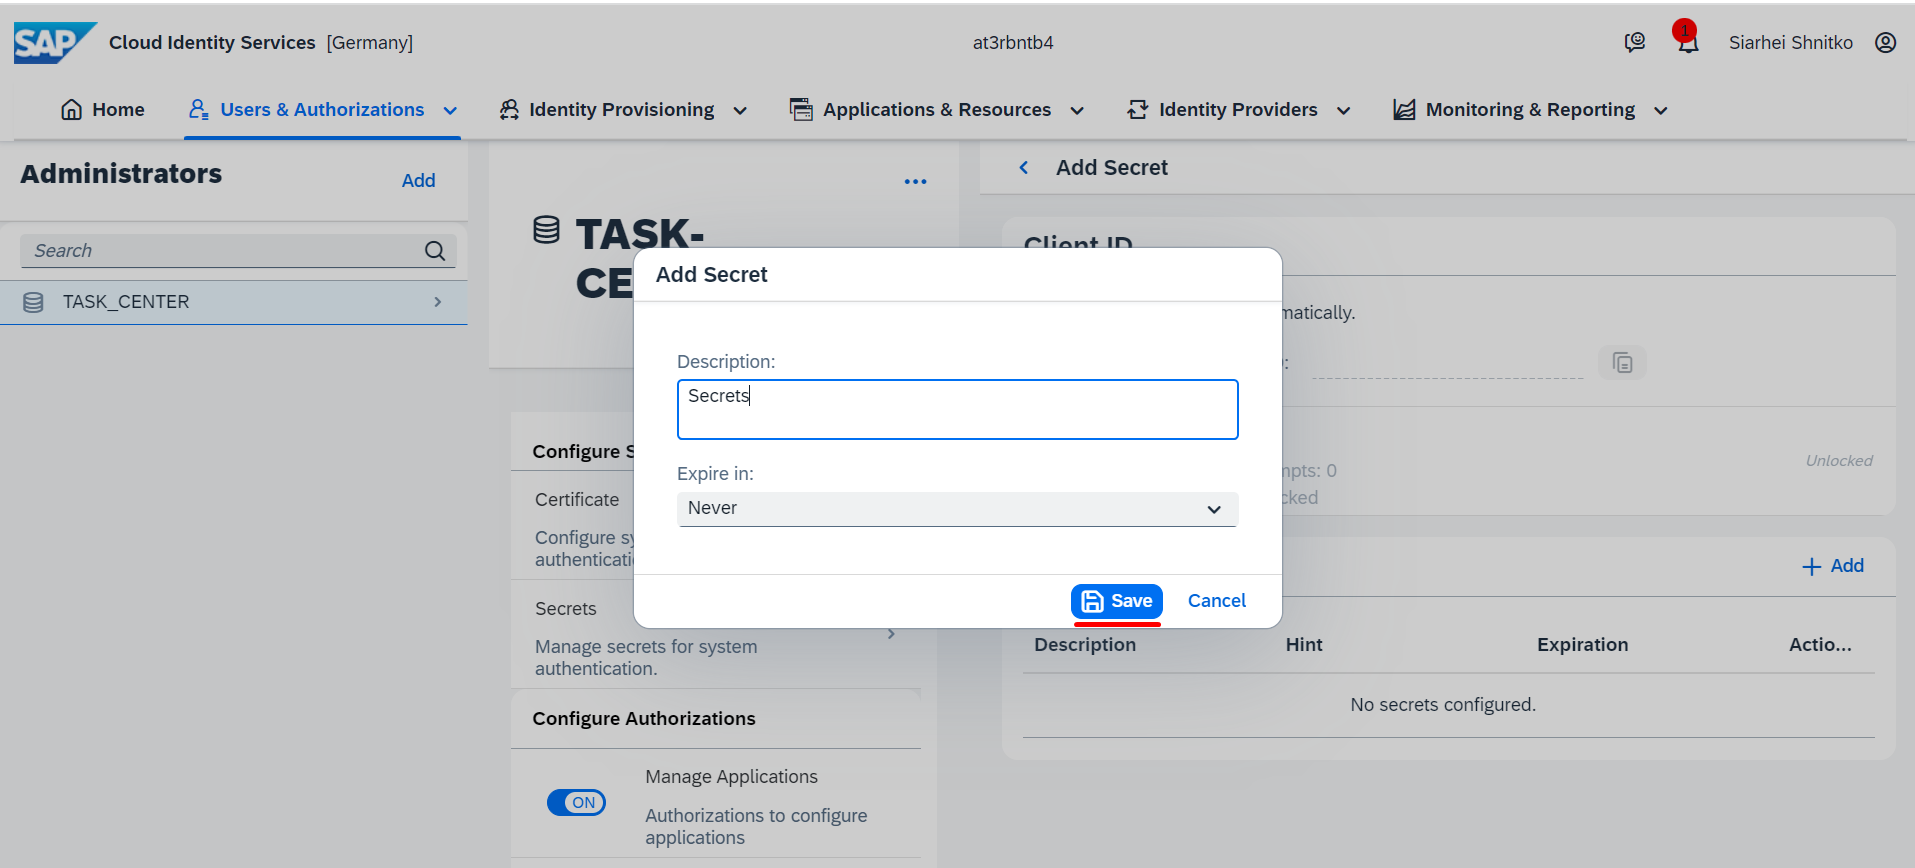 SAP Cloud Identity Services [Germany] at3rbntb4 1 Siarhei Shnitko
Home Users & Authorizations Identity Provisioning Applications & Resources Identity Providers Monitoring & Reporting
Administrators Add
Search
TASK_CENTER
TASK-
CE
Add Secret
Client ID
matically.
:
mpts: 0
cked
Unlocked
Add
Description Hint Expiration Actio...
No secrets configured.
Configure S
Certificate
Configure sy
authenticati
Secrets
Manage secrets for system
authentication.
Configure Authorizations
ON
Manage Applications
Authorizations to configure
applications
Add Secret
Description:
Secrets
Expire in:
Never
Save Cancel